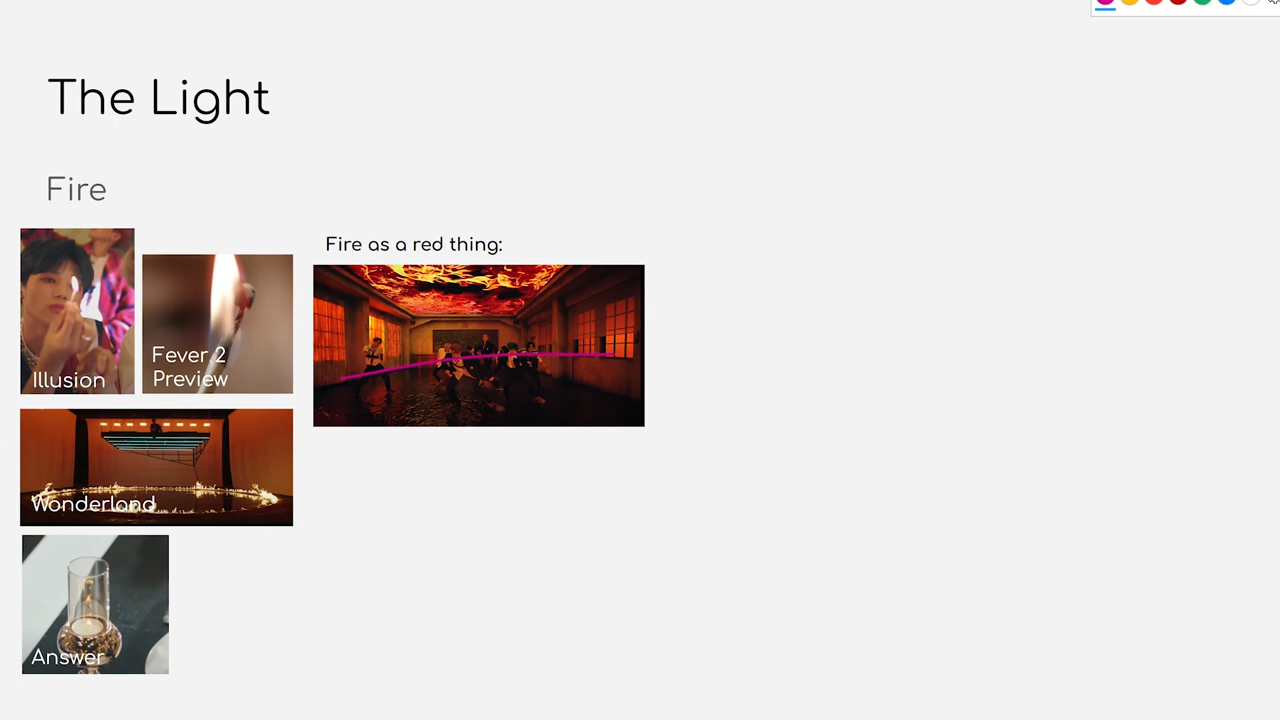 The Light
Fire
Fire as a red thing:
Illusion
Fever.2
Preview
Wonderland
Answer